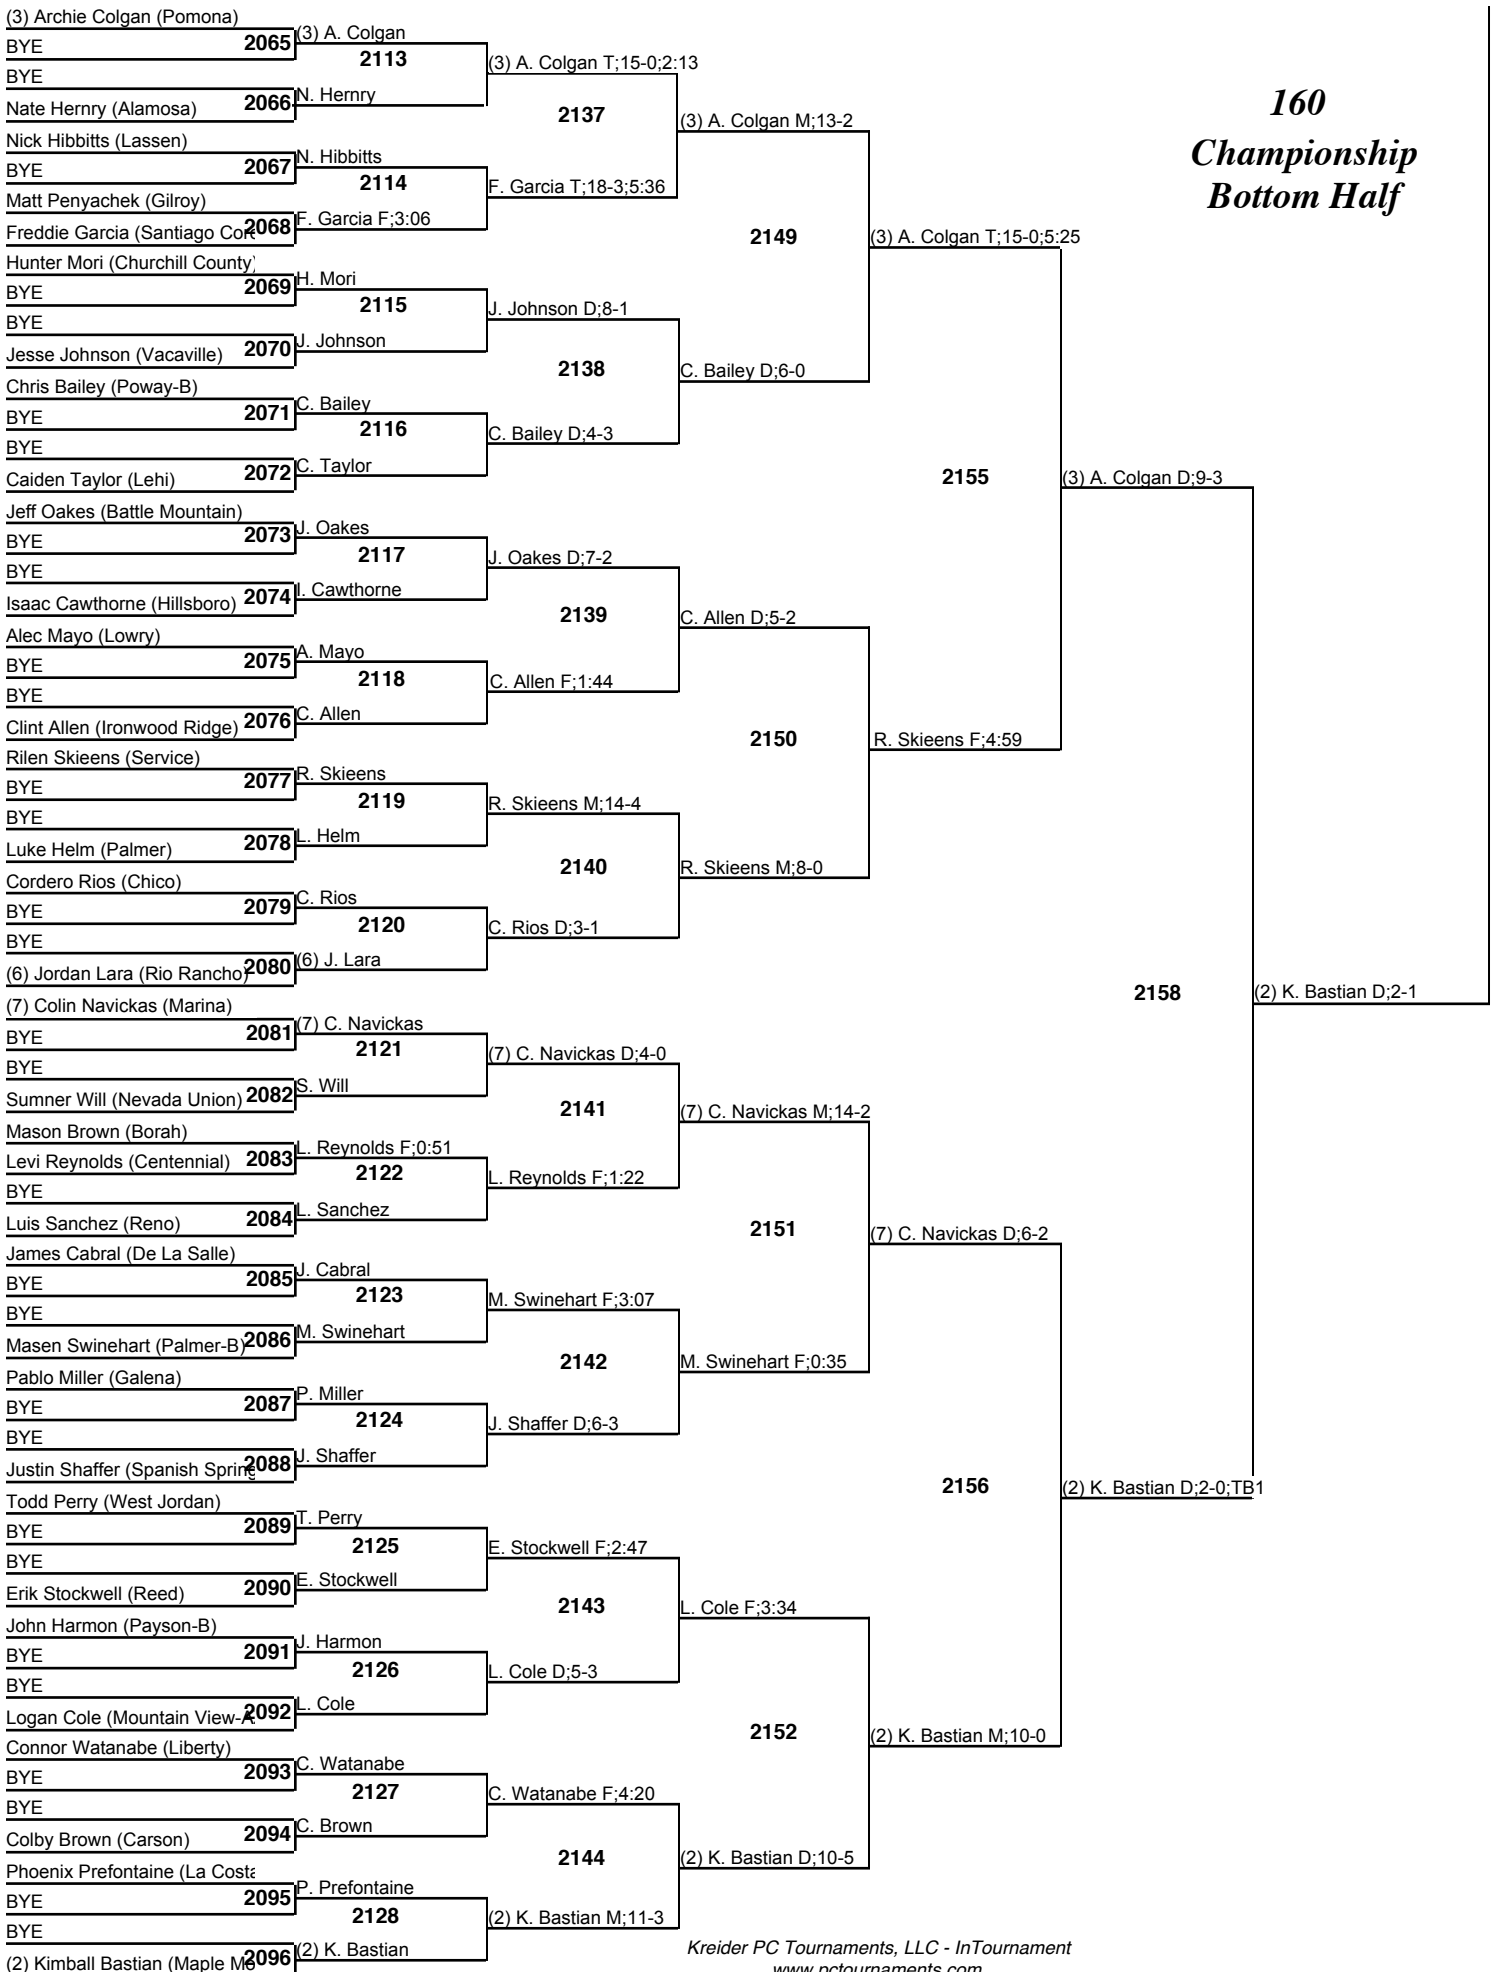 (3) Archie Colgan (Pomona)
BYE
2065
BYE
Nate Hernry (Alamosa)
2066
Nick Hibbitts (Lassen)
BYE
2067
Matt Penyachek (Gilroy)
Freddie Garcia (Santiago
2068
Hunter Mori (Churchill County)
BYE
2069
BYE
Jesse Johnson (Vacaville)
2070
Chris Bailey (Poway-B)
BYE
2071
BYE
Caiden Taylor (Lehi)
2072
Jeff Oakes (Battle Mountain)
BYE
2073
BYE
Isaac Cawthorne (Hillsboro)
2074
Alec Mayo (Lowry)
BYE
2075
BYE
Clint Allen (Ironwood Ridge)
2076
Rilen Skieens (Service)
BYE
2077
BYE
Luke Helm (Palmer)
2078
Cordero Rios (Chico)
BYE
2079
BYE
(6) Jordan Lara (Rio Rancho)
2080
(7) Colin Navickas (Marina)
BYE
2081
BYE
Sumner Will (Nevada Union)
2082
Mason Brown (Borah)
Levi Reynolds (Centennial)
2083
BYE
Luis Sanchez (Reno)
2084
James Cabral (De La Salle)
BYE
2085
BYE
Masen Swinehart (Palmer-B)
2086
Pablo Miller (Galena)
BYE
2087
BYE
Justin Shaffer (Spanish Spring
2088
Todd Perry (West Jordan)
BYE
2089
BYE
Erik Stockwell (Reed)
2090
John Harmon (Payson-B)
BYE
2091
BYE
Logan Cole (Mountain View-A
2092
Connor Watanabe (Liberty)
BYE
2093
BYE
Colby Brown (Carson)
2094
Phoenix Prefontaine (La Costa
BYE
2095
BYE
(2) Kimball Bastian (Maple
2096
(3) A. Colgan
2113
N. Hernry
N. Hibbitts
2114
F. Garcia F;3:06
H. Mori
2115
J. Johnson
C. Bailey
2116
C. Taylor
J. Oakes
2117
I. Cawthorne
A. Mayo
2118
C. Allen
R. Skieens
2119
L. Helm
C. Rios
2120
(6) J. Lara
(7) C. Navickas
2121
S. Will
L. Reynolds F;0:51
2122
L. Sanchez
J. Cabral
2123
M. Swinehart
P. Miller
2124
J. Shaffer
T. Perry
2125
E. Stockwell
J. Harmon
2126
L. Cole
C. Watanabe
2127
C. Brown
P. Prefontaine
2128
(2) K. Bastian
(3) A. Colgan T;15-0;2:13
2137
F. Garcia T;18-3;5:36
J. Johnson D;8-1
2138
C. Bailey D;4-3
J. Oakes D;7-2
2139
C. Allen F;1:44
R. Skieens M;14-4
2140
C. Rios D;3-1
(7) C. Navickas D;4-0
2141
L. Reynolds F;1:22
M. Swinehart F;3:07
2142
J. Shaffer D;6-3
E. Stockwell F;2:47
2143
L. Cole D;5-3
C. Watanabe F;4:20
2144
(2) K. Bastian M;11-3
(3) A. Colgan M;13-2
2149
C. Bailey D;6-0
C. Allen D;5-2
2150
R. Skieens M;8-0
(7) C. Navickas M;14-2
2151
M. Swinehart F;0:35
L. Cole F;3:34
2152
(2) K. Bastian D;10-5
(3) A. Colgan T;15-0;5:25
2155
R. Skieens F;4:59
(7) C. Navickas D;6-2
2156
(2) K. Bastian M;10-0
(3) A. Colgan D;9-3
2158
(2) K. Bastian D;2-0;TB1
(2) K. Bastian D;2-1
160
Championship
Bottom Half
Kreider PC Tournaments, LLC - InTournament
www.pctournaments.com